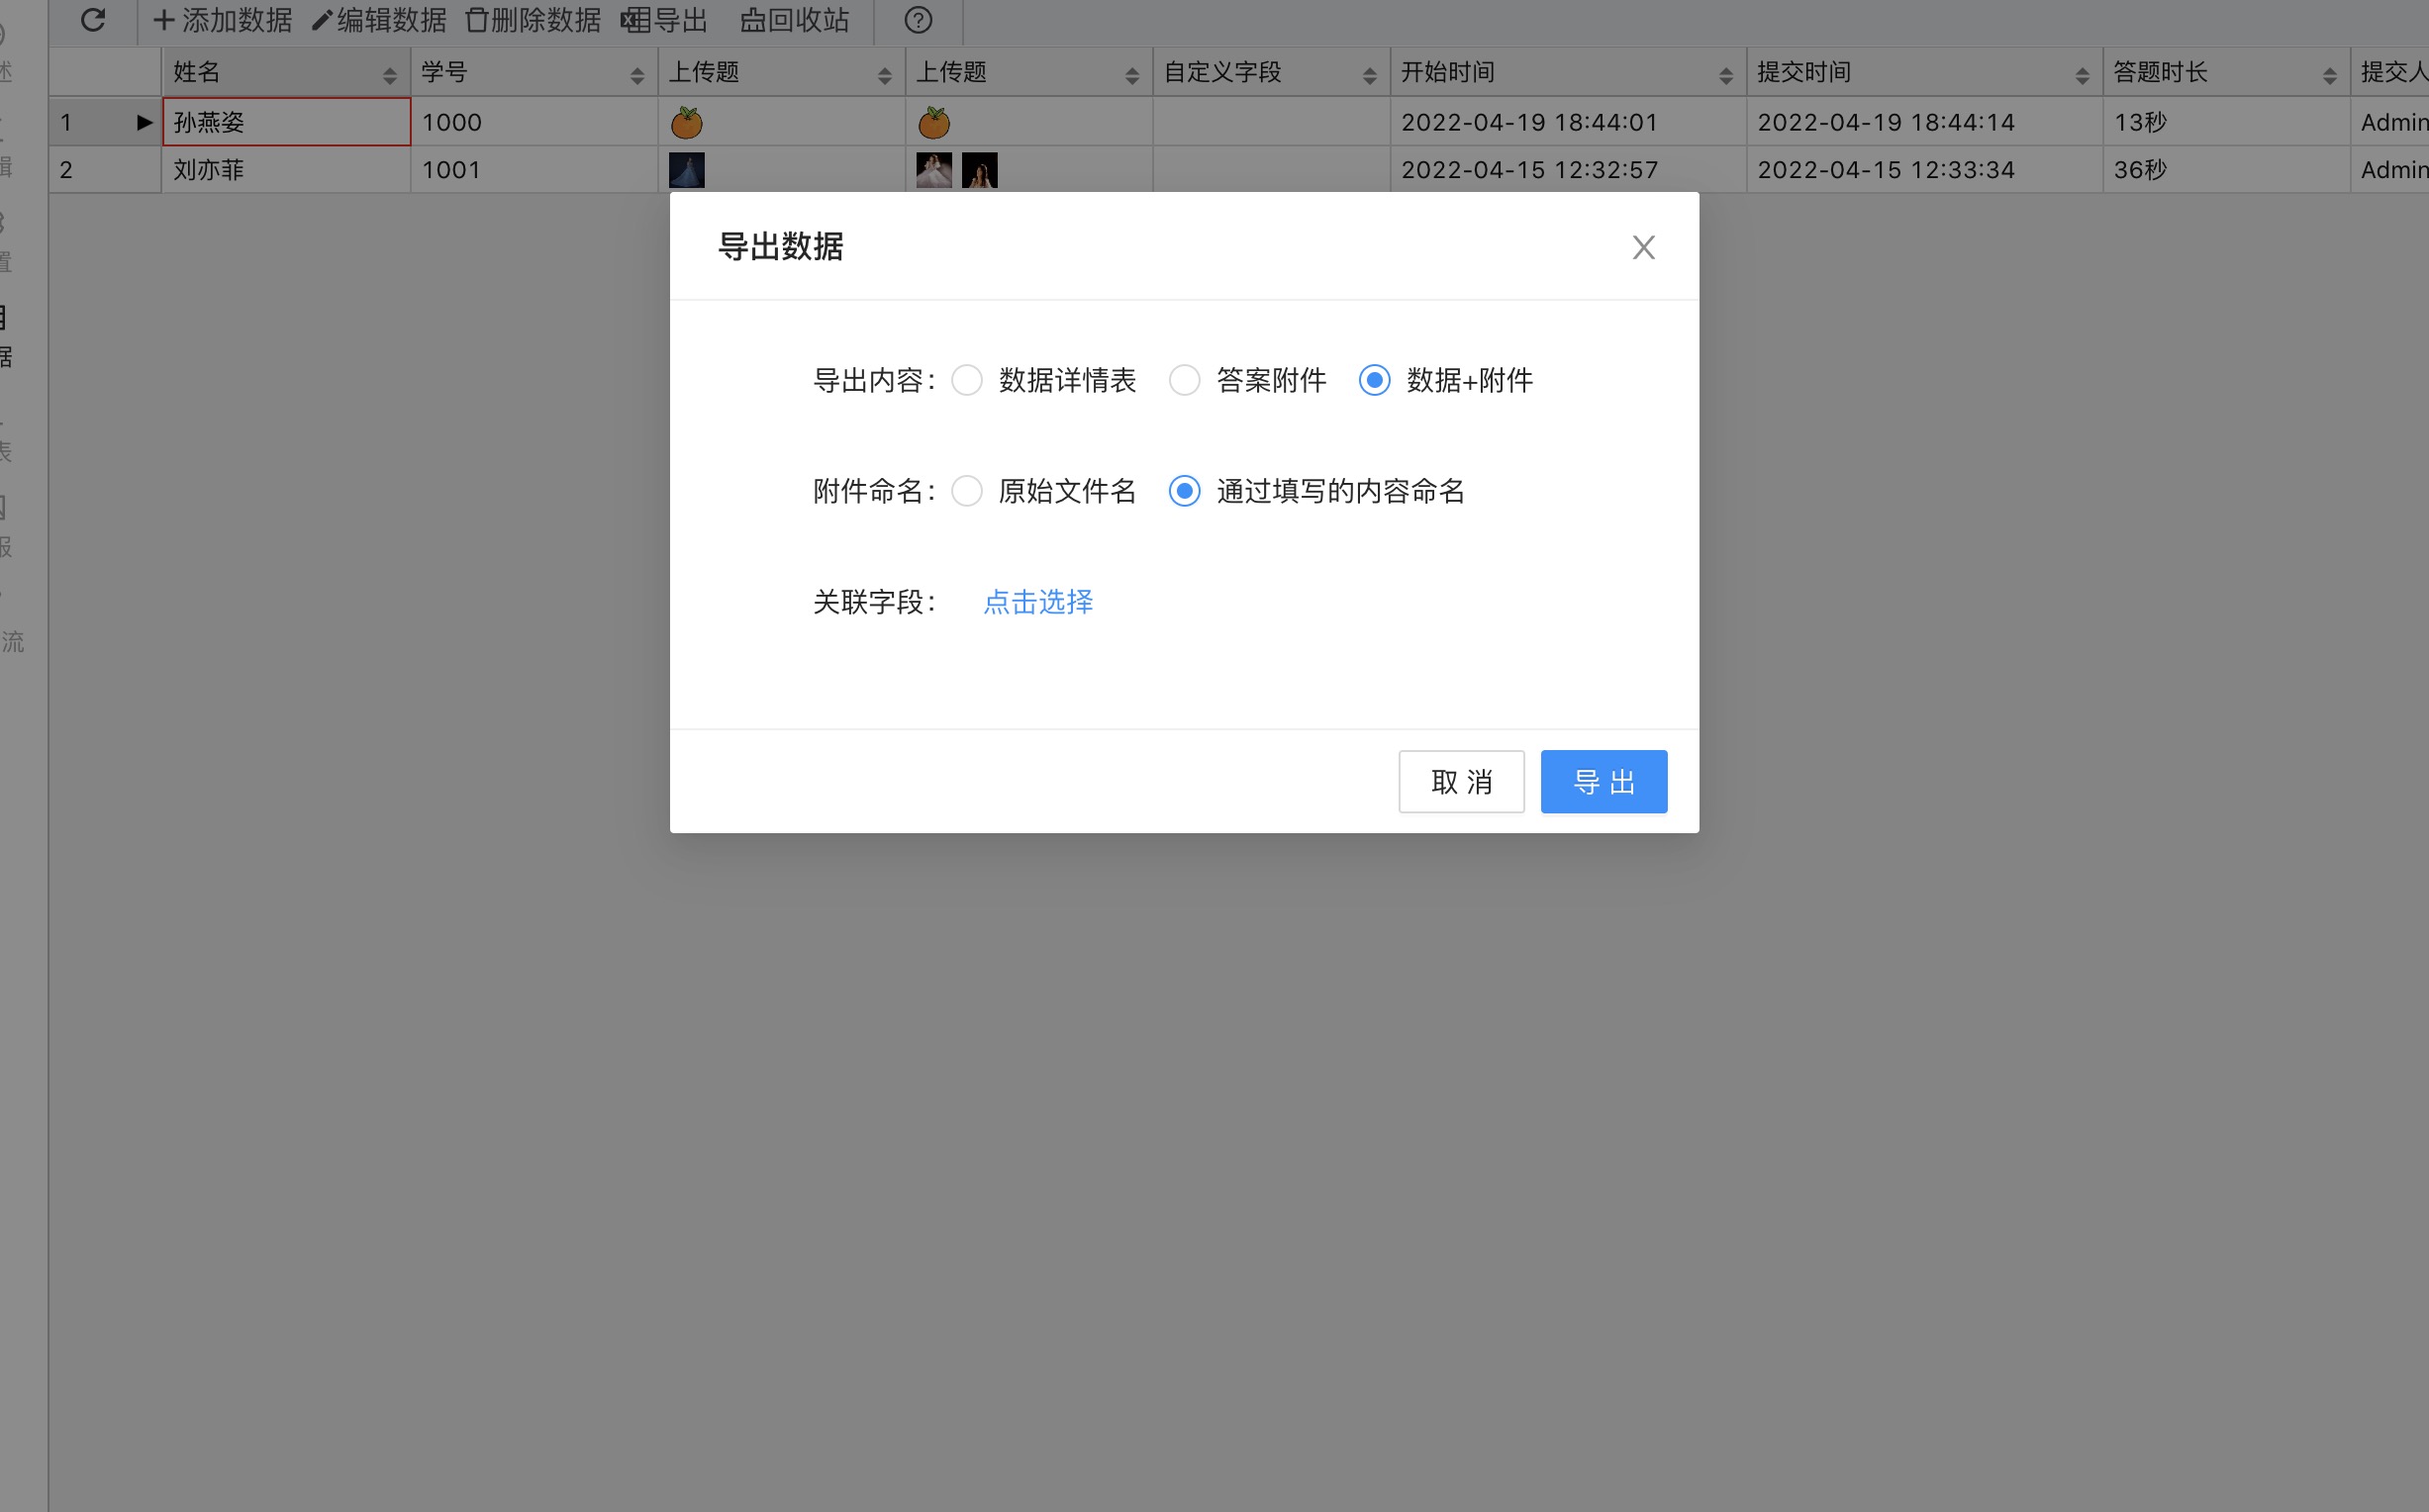 添加数据 编辑数据 删除数据 导出 回收站
姓名 学号 上传题 上传题 自定义字段 开始时间 提交时间 答题时长 提交人
1 孙燕姿 1000 2022-04-19 18:44:01 2022-04-19 18:44:14 13秒 Admin
2 刘亦菲 1001 2022-04-15 12:32:57 2022-04-15 12:33:34 36秒 Admin
导出数据
导出内容: 数据详情表 答案附件 数据+附件
附件命名: 原始文件名 通过填写的内容命名
关联字段: 点击选择
取 消 导 出
述
辑
置
据
表
报
流